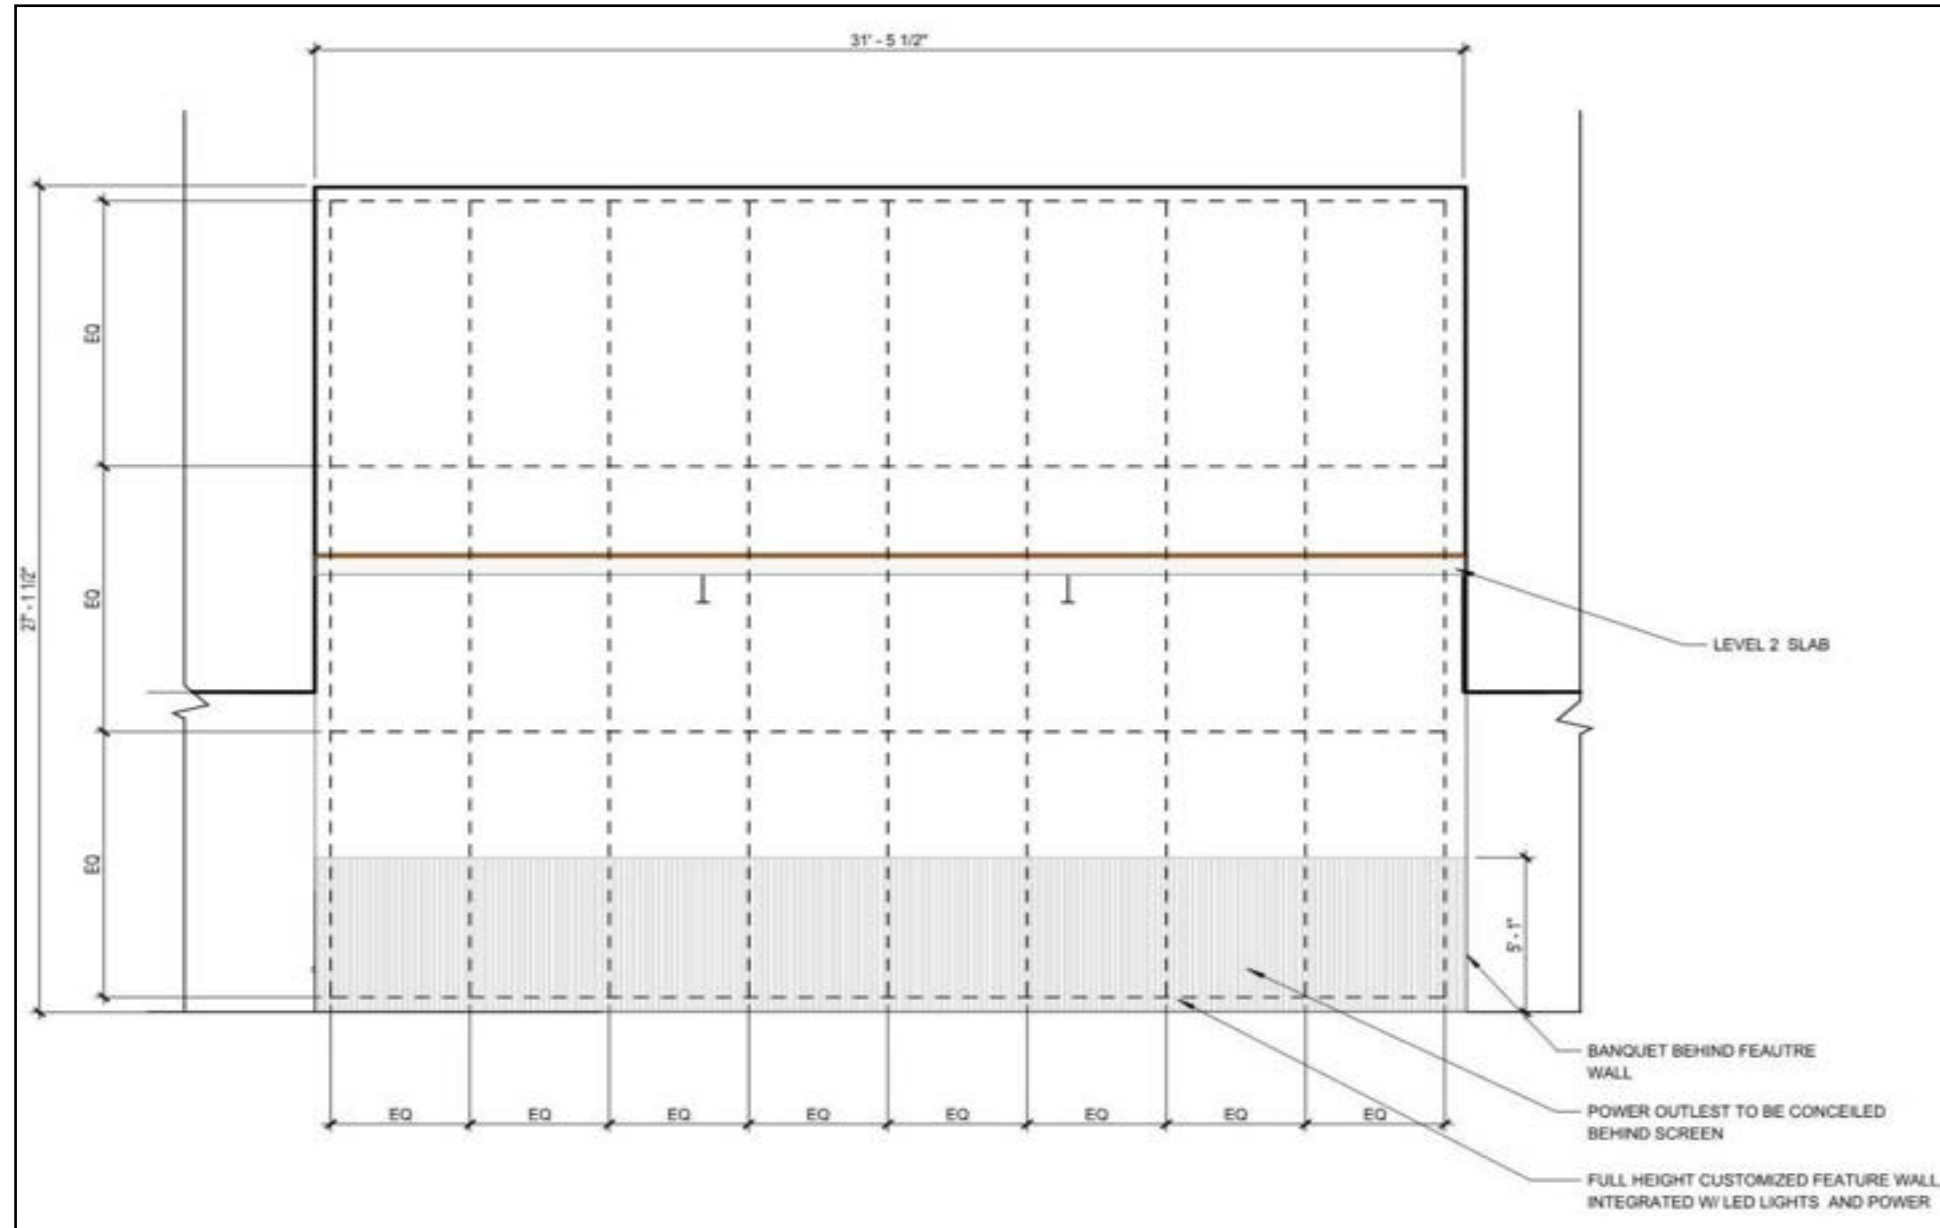 31' - 5 1/2"
EQ
27' - 1 1/2"
EQ
LEVEL 2 SLAB
EQ
5' - 1"
BANQUET BEHIND FEAUTRE
WALL
EQ EQ EQ EQ EQ EQ EQ EQ
POWER OUTLEST TO BE CONCEILED
BEHIND SCREEN
FULL HEIGHT CUSTOMIZED FEATURE WALL
INTEGRATED W/ LED LIGHTS AND POWER